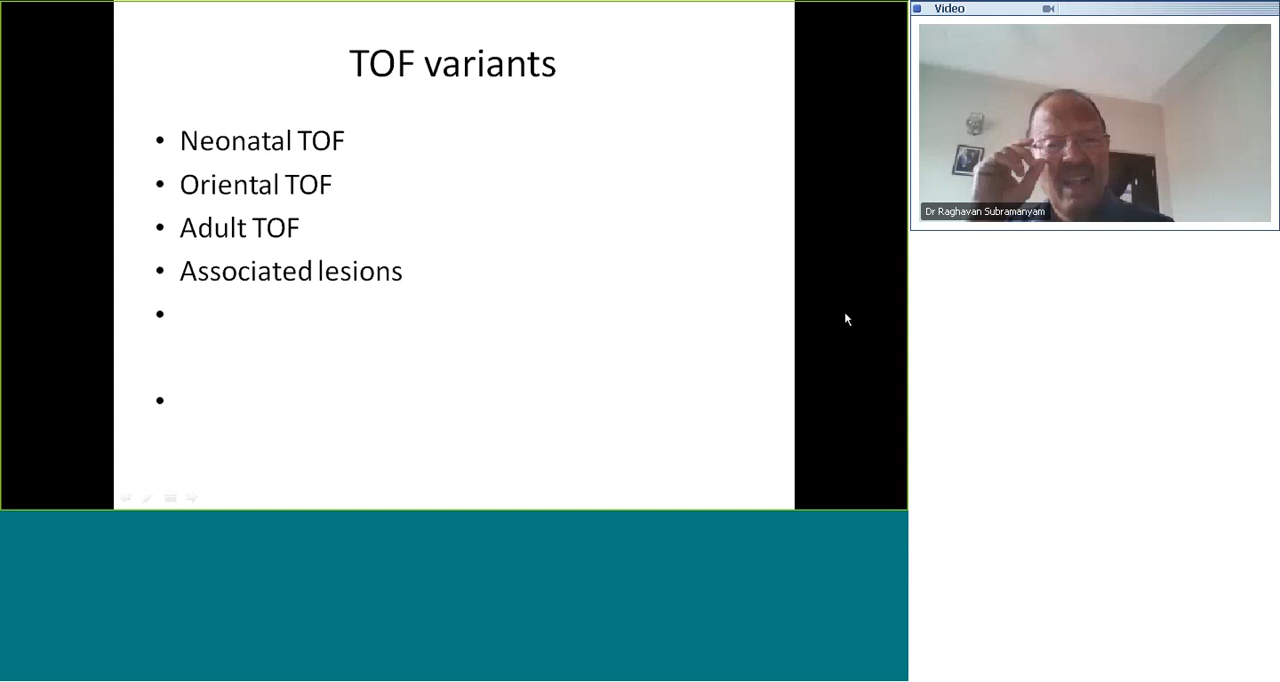 TOF variants
• Neonatal TOF
• Oriental TOF
• Adult TOF
• Associated lesions
•
•
Video
Dr Raghavan Subramanyam